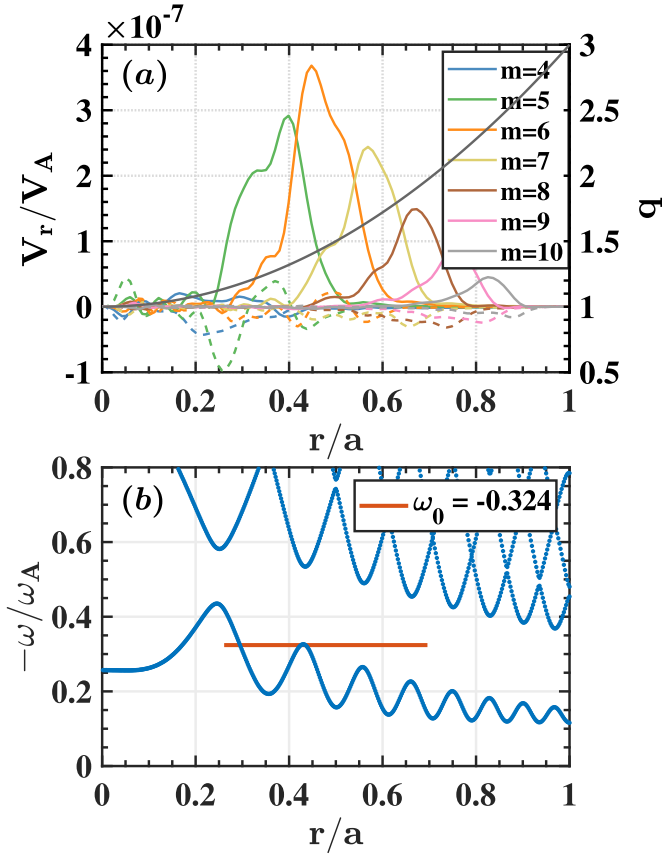 ×10⁻⁷
(a)
4
3
2
1
0
-1
V_r/V_A
m=4
m=5
m=6
m=7
m=8
m=9
m=10
3
2.5
2
1.5
1
0.5
q
0 0.2 0.4 0.6 0.8 1
r/a
(b)
0.8
0.6
0.4
0.2
0
−ω/ω_A
ω₀ = -0.324
0 0.2 0.4 0.6 0.8 1
r/a